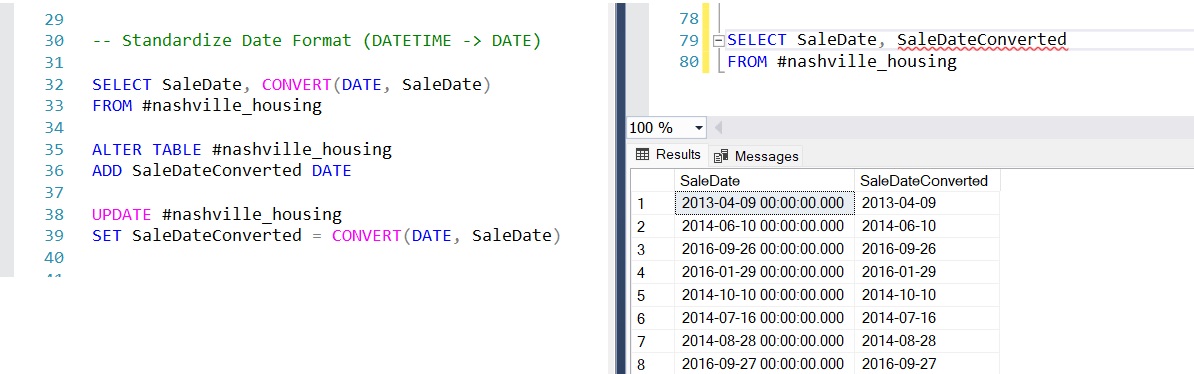 29
30 -- Standardize Date Format (DATETIME -> DATE)
31
32 SELECT SaleDate, CONVERT(DATE, SaleDate)
33 FROM #nashville_housing
34
35 ALTER TABLE #nashville_housing
36 ADD SaleDateConverted DATE
37
38 UPDATE #nashville_housing
39 SET SaleDateConverted = CONVERT(DATE, SaleDate)
40
78
79 SELECT SaleDate, SaleDateConverted
80 FROM #nashville_housing
100 %
Results Messages
SaleDate SaleDateConverted
1 2013-04-09 00:00:00.000 2013-04-09
2 2014-06-10 00:00:00.000 2014-06-10
3 2016-09-26 00:00:00.000 2016-09-26
4 2016-01-29 00:00:00.000 2016-01-29
5 2014-10-10 00:00:00.000 2014-10-10
6 2014-07-16 00:00:00.000 2014-07-16
7 2014-08-28 00:00:00.000 2014-08-28
8 2016-09-27 00:00:00.000 2016-09-27